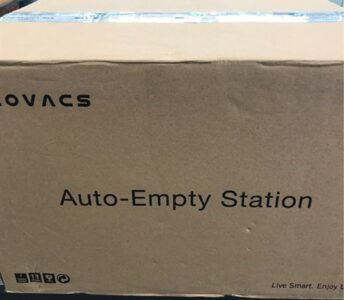 OVACS
Auto-Empty Station
Live Smart. Enjoy L